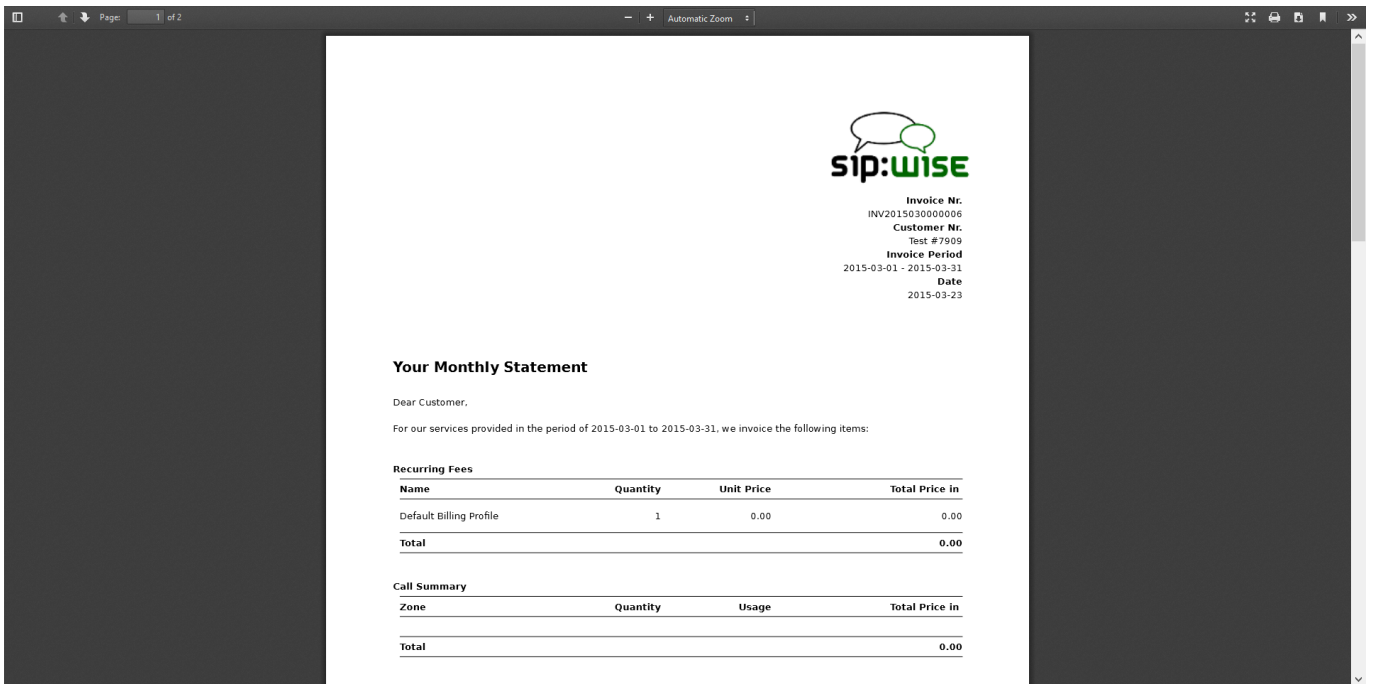 Page: 1 of 2
Automatic Zoom
sip:wise
Invoice Nr.
INV2015030000006
Customer Nr.
Test #7909
Invoice Period
2015-03-01 - 2015-03-31
Date
2015-03-23
Your Monthly Statement
Dear Customer,
For our services provided in the period of 2015-03-01 to 2015-03-31, we invoice the following items:
Recurring Fees
Name Quantity Unit Price Total Price in
Default Billing Profile 1 0.00 0.00
Total 0.00
Call Summary
Zone Quantity Usage Total Price in
Total 0.00